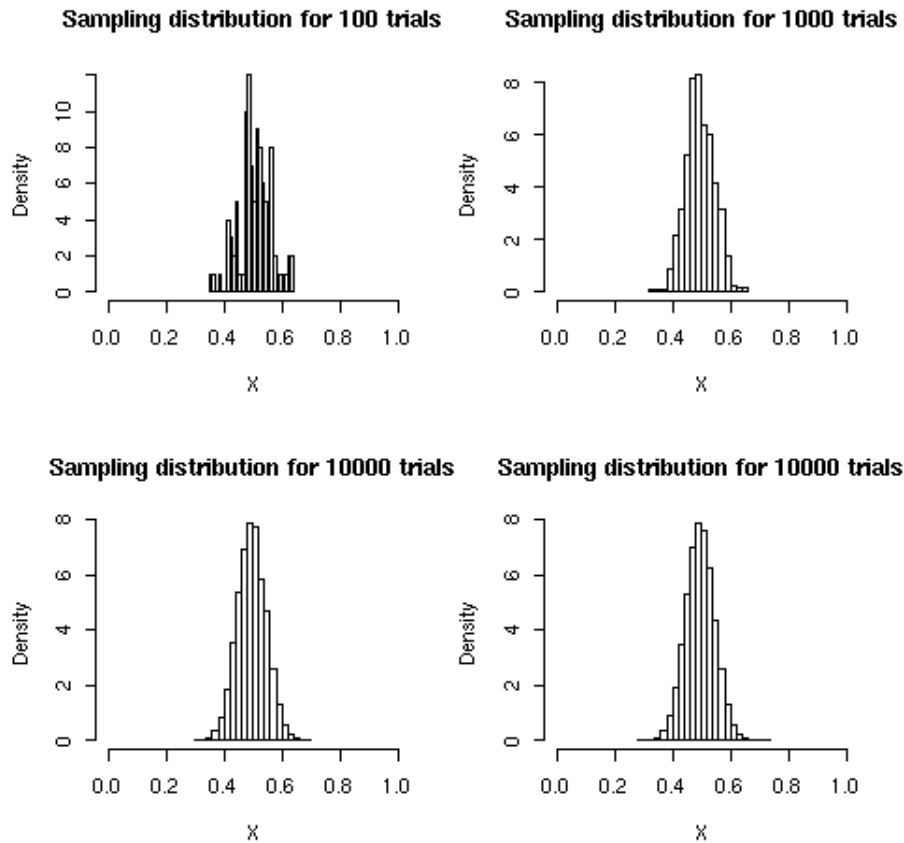 Sampling distribution for 100 trials
Density
0 2 4 6 8 10
0.0 0.2 0.4 0.6 0.8 1.0
X
Sampling distribution for 1000 trials
Density
0 2 4 6 8
0.0 0.2 0.4 0.6 0.8 1.0
X
Sampling distribution for 10000 trials
Density
0 2 4 6 8
0.0 0.2 0.4 0.6 0.8 1.0
X
Sampling distribution for 10000 trials
Density
0 2 4 6 8
0.0 0.2 0.4 0.6 0.8 1.0
X